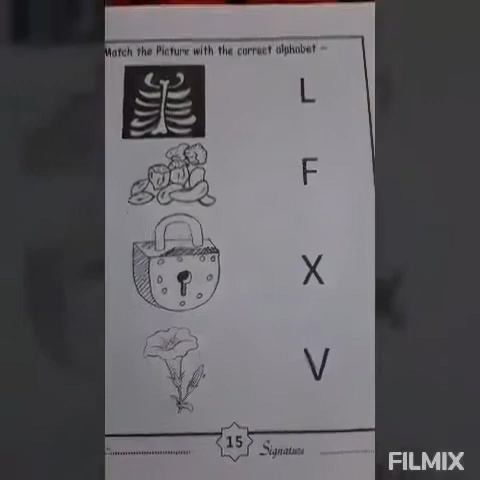 Match the Picture with the correct alphabet –
L
F
X
V
15
Signature
FILMIX